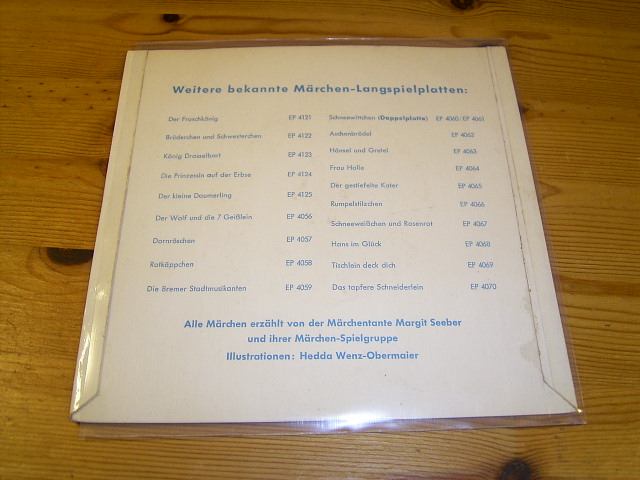 Weitere bekannte Märchen-Langspielplatten:
Der Froschkönig EP 4121
Brüderchen und Schwesterchen EP 4122
König Drosselbart EP 4123
Die Prinzessin auf der Erbse EP 4124
Der kleine Daumerling EP 4125
Der Wolf und die 7 Geißlein EP 4056
Dornröschen EP 4057
Rotkäppchen EP 4058
Die Bremer Stadtmusikanten EP 4059
Schneewittchen (Doppelplatte) EP 4060/EP 4061
Aschenbrödel EP 4062
Hänsel und Gretel EP 4063
Frau Holle EP 4064
Der gestiefelte Kater EP 4065
Rumpelstilzchen EP 4066
Schneeweißchen und Rosenrot EP 4067
Hans im Glück EP 4068
Tischlein deck dich EP 4069
Das tapfere Schneiderlein EP 4070
Alle Märchen erzählt von der Märchentante Margit Seeber
und ihrer Märchen-Spielgruppe
Illustrationen: Hedda Wenz-Obermaier